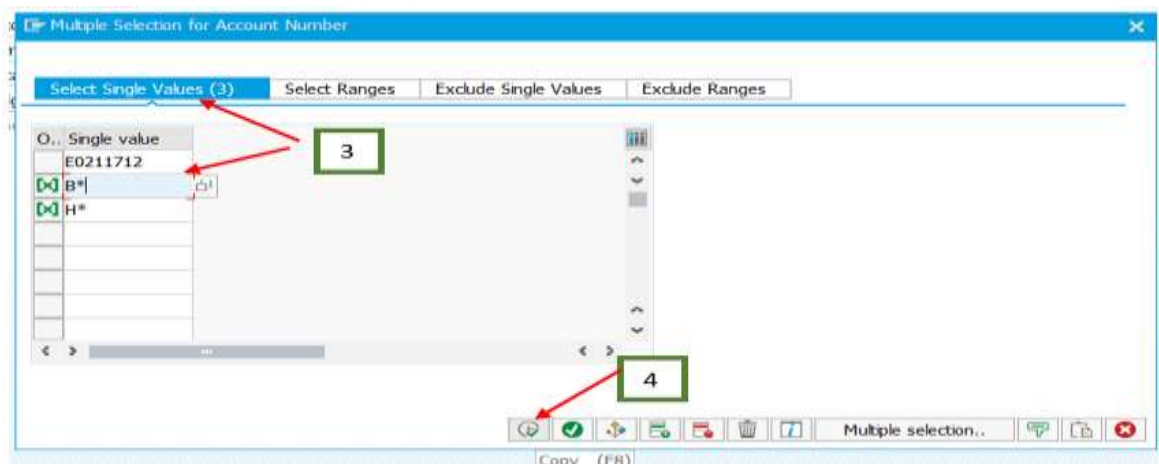 Multiple Selection for Account Number
Select Single Values (3) Select Ranges Exclude Single Values Exclude Ranges
O.. Single value
E0211712
B*
H*
3
4
Multiple selection..
Copy (F8)